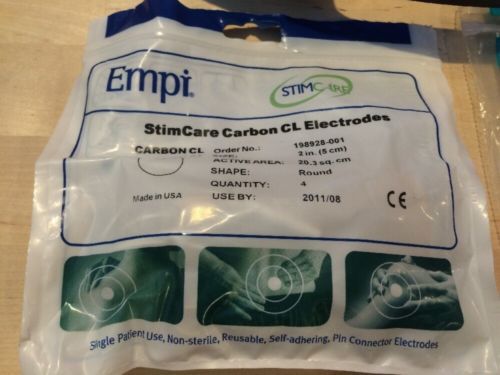 Empi
STIMCARE
StimCare Carbon CL Electrodes
CARBON CL
Order No.: 198928-001
SIZE: 2 in. (5 cm)
ACTIVE AREA: 20.3 sq. cm
SHAPE: Round
QUANTITY: 4
Made in USA
USE BY: 2011/08
CE
Single Patient Use, Non-sterile, Reusable, Self-adhering, Pin Connector Electrodes